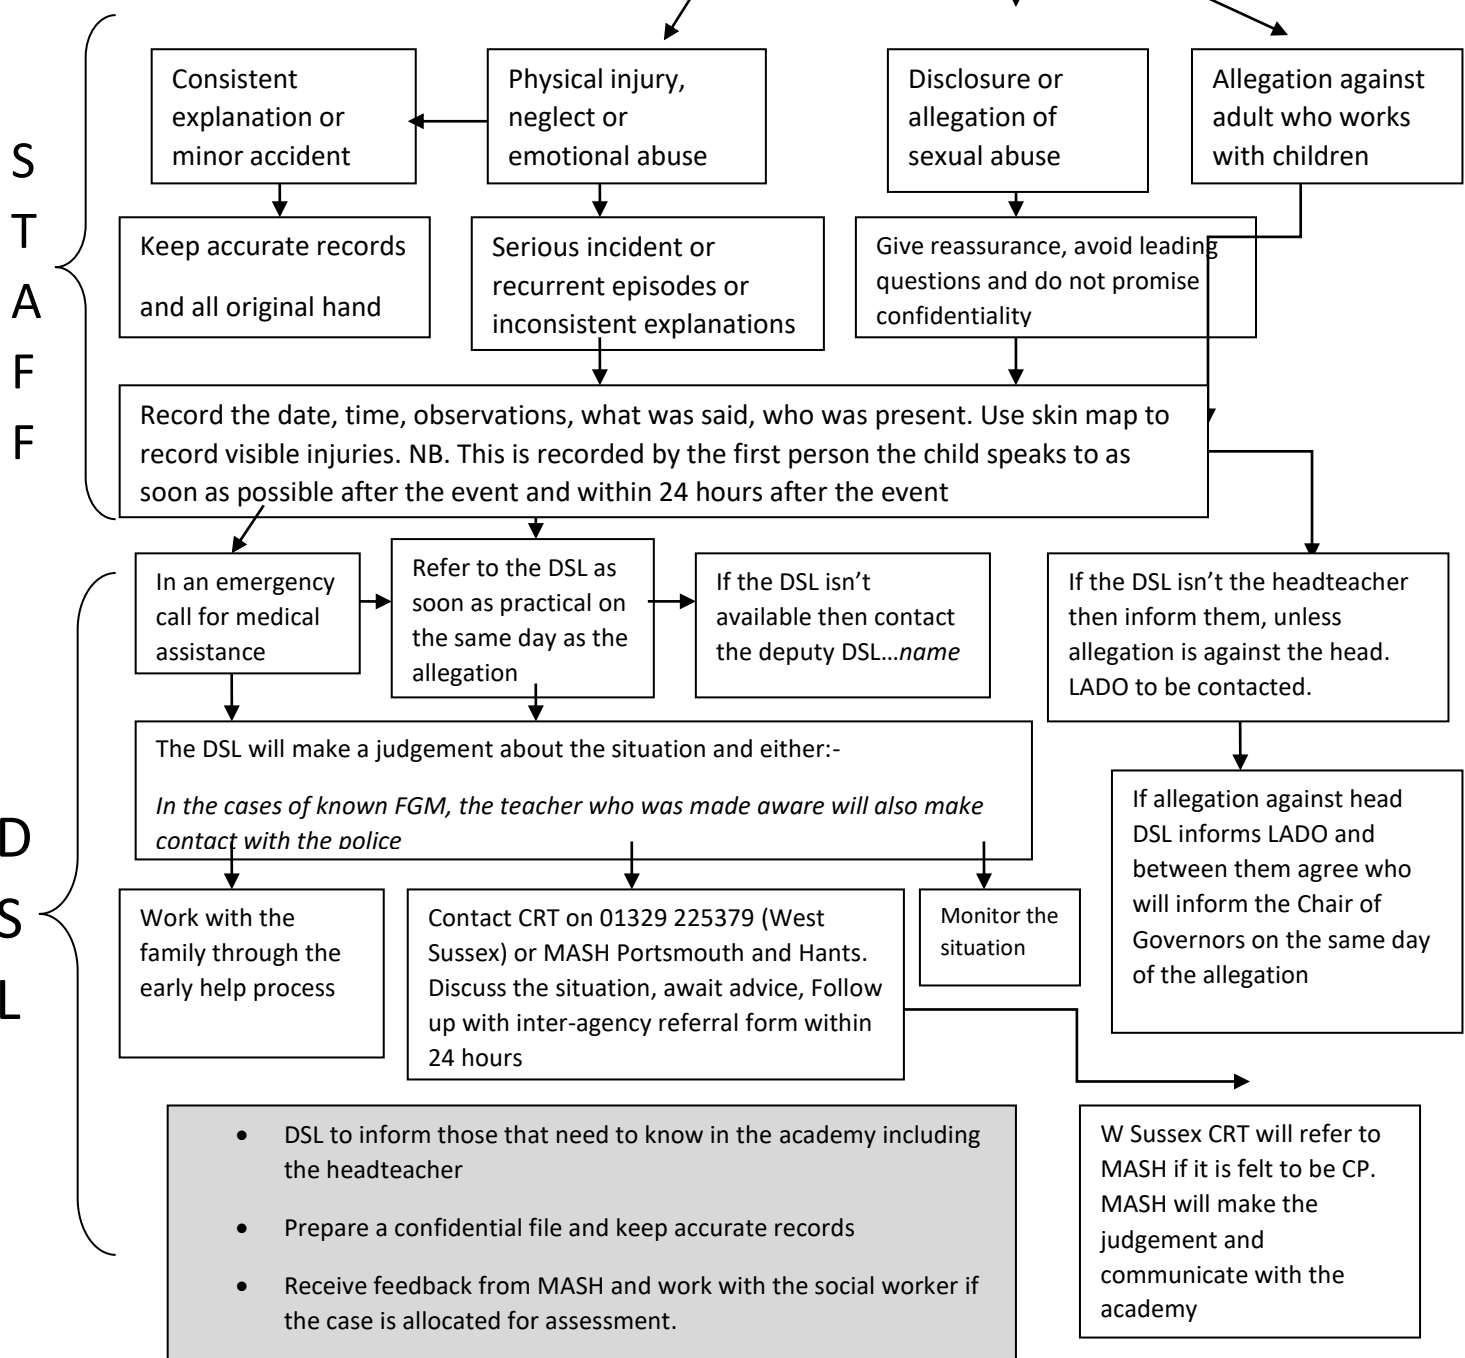 S
T
A
F
F
Consistent
explanation or
minor accident
Physical injury,
neglect or
emotional abuse
Disclosure or
allegation of
sexual abuse
Allegation against
adult who works
with children
Keep accurate records
and all original hand
Serious incident or
recurrent episodes or
inconsistent explanations
Give reassurance, avoid leading
questions and do not promise
confidentiality
Record the date, time, observations, what was said, who was present. Use skin map to
record visible injuries. NB. This is recorded by the first person the child speaks to as
soon as possible after the event and within 24 hours after the event
D
S
L
In an emergency
call for medical
assistance
Refer to the DSL as
soon as practical on
the same day as the
allegation
If the DSL isn’t
available then contact
the deputy DSL…name
If the DSL isn’t the headteacher
then inform them, unless
allegation is against the head.
LADO to be contacted.
The DSL will make a judgement about the situation and either:-
In the cases of known FGM, the teacher who was made aware will also make
contact with the police
If allegation against head
DSL informs LADO and
between them agree who
will inform the Chair of
Governors on the same day
of the allegation
Work with the
family through the
early help process
Contact CRT on 01329 225379 (West
Sussex) or MASH Portsmouth and Hants.
Discuss the situation, await advice, Follow
up with inter-agency referral form within
24 hours
Monitor the
situation
• DSL to inform those that need to know in the academy including
the headteacher
• Prepare a confidential file and keep accurate records
• Receive feedback from MASH and work with the social worker if
the case is allocated for assessment.
W Sussex CRT will refer to
MASH if it is felt to be CP.
MASH will make the
judgement and
communicate with the
academy